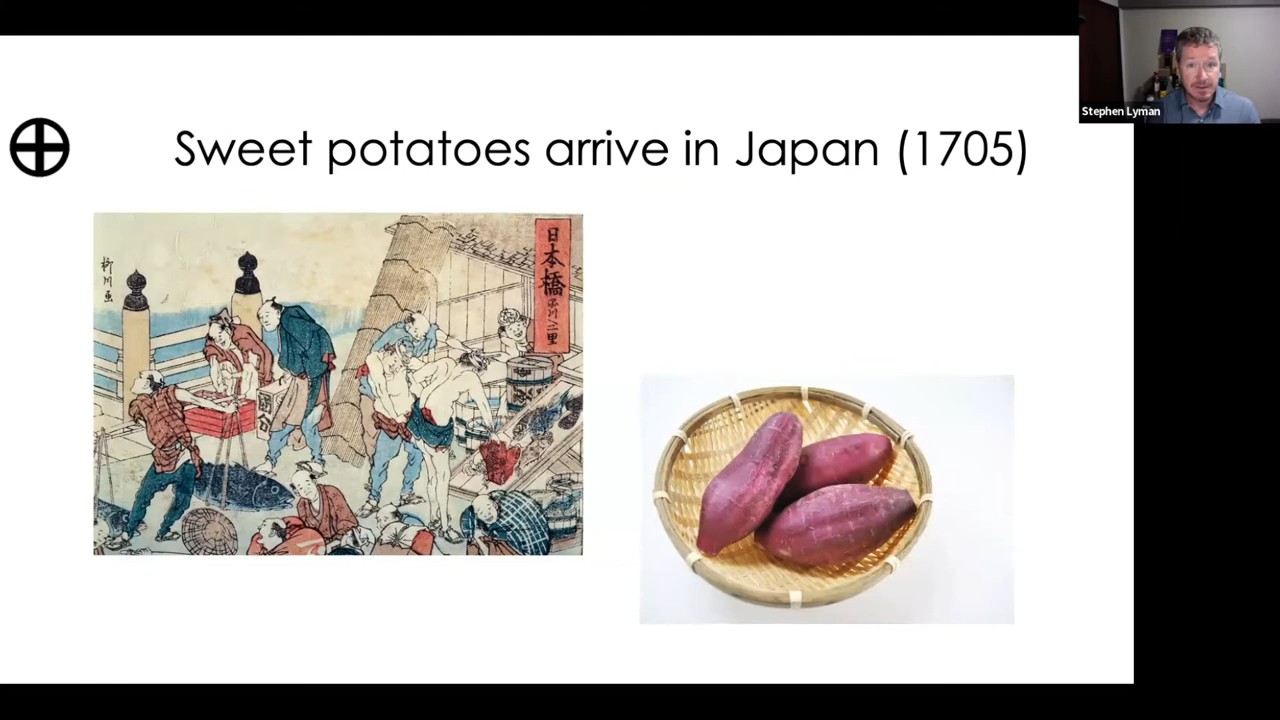 Stephen Lyman
Sweet potatoes arrive in Japan (1705)
日本橋
柳川画